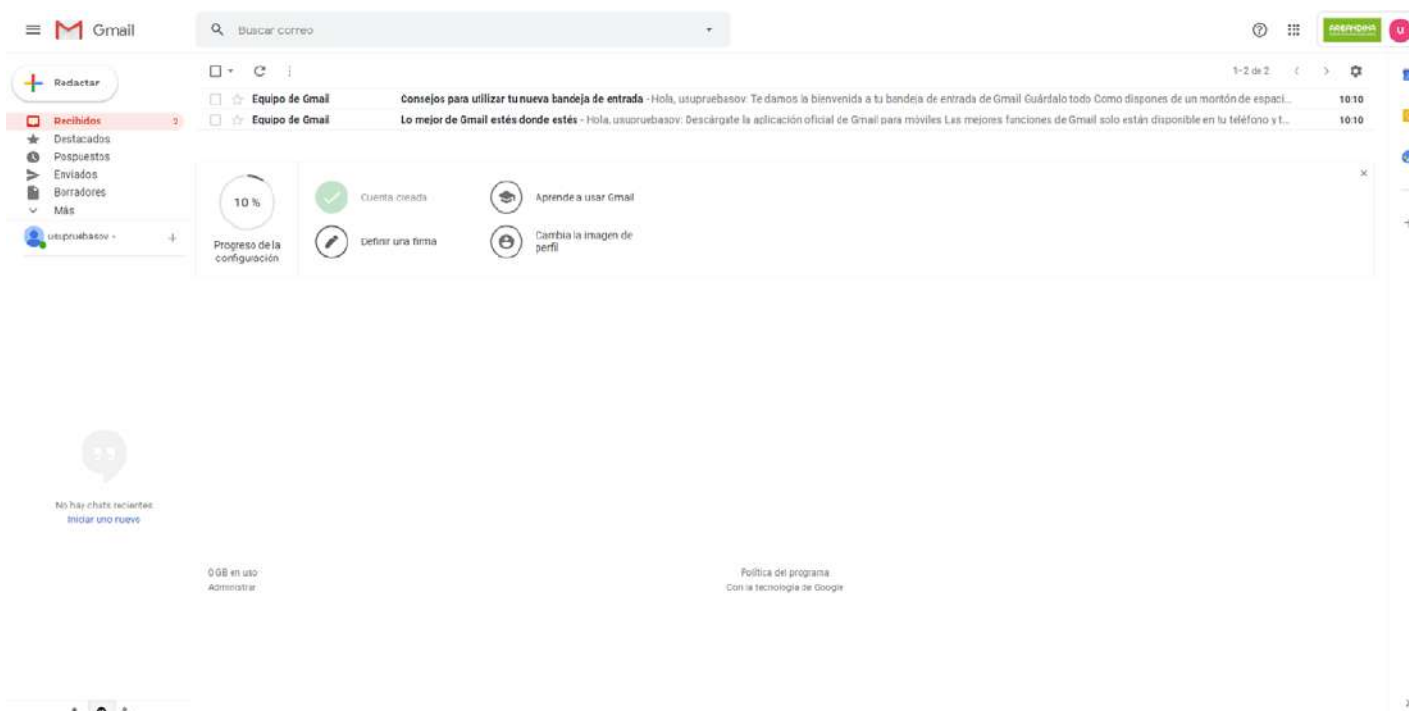 Gmail
Buscar correo
AREANDINA
U
Redactar
1-2 de 2
Equipo de Gmail Consejos para utilizar tu nueva bandeja de entrada - Hola, usupruebasov: Te damos la bienvenida a tu bandeja de entrada de Gmail Guárdalo todo Como dispones de un montón de espaci... 10:10
Equipo de Gmail Lo mejor de Gmail estés donde estés - Hola, usupruebasov: Descárgate la aplicación oficial de Gmail para móviles Las mejores funciones de Gmail solo están disponible en tu teléfono y t... 10:10
Recibidos 2
Destacados
Pospuestos
Enviados
Borradores
Más
usupruebasov
10 %
Progreso de la
configuración
Cuenta creada
Aprende a usar Gmail
Definir una firma
Cambia la imagen de
perfil
No hay chats recientes
Iniciar uno nuevo
0 GB en uso
Administrar
Política del programa
Con la tecnología de Google